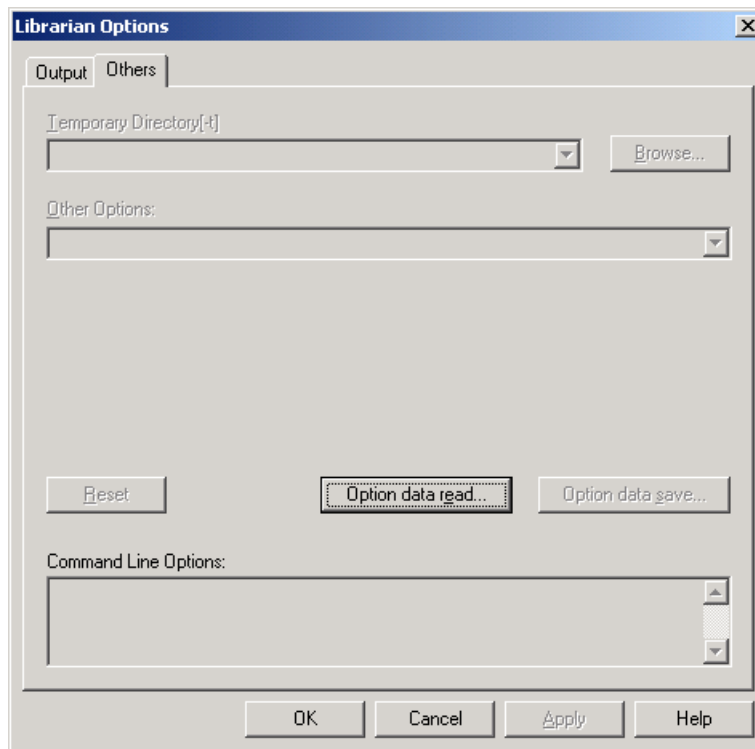 Librarian Options
Output Others
Temporary Directory[-t]
Browse...
Other Options:
Reset Option data read... Option data save...
Command Line Options:
OK Cancel Apply Help